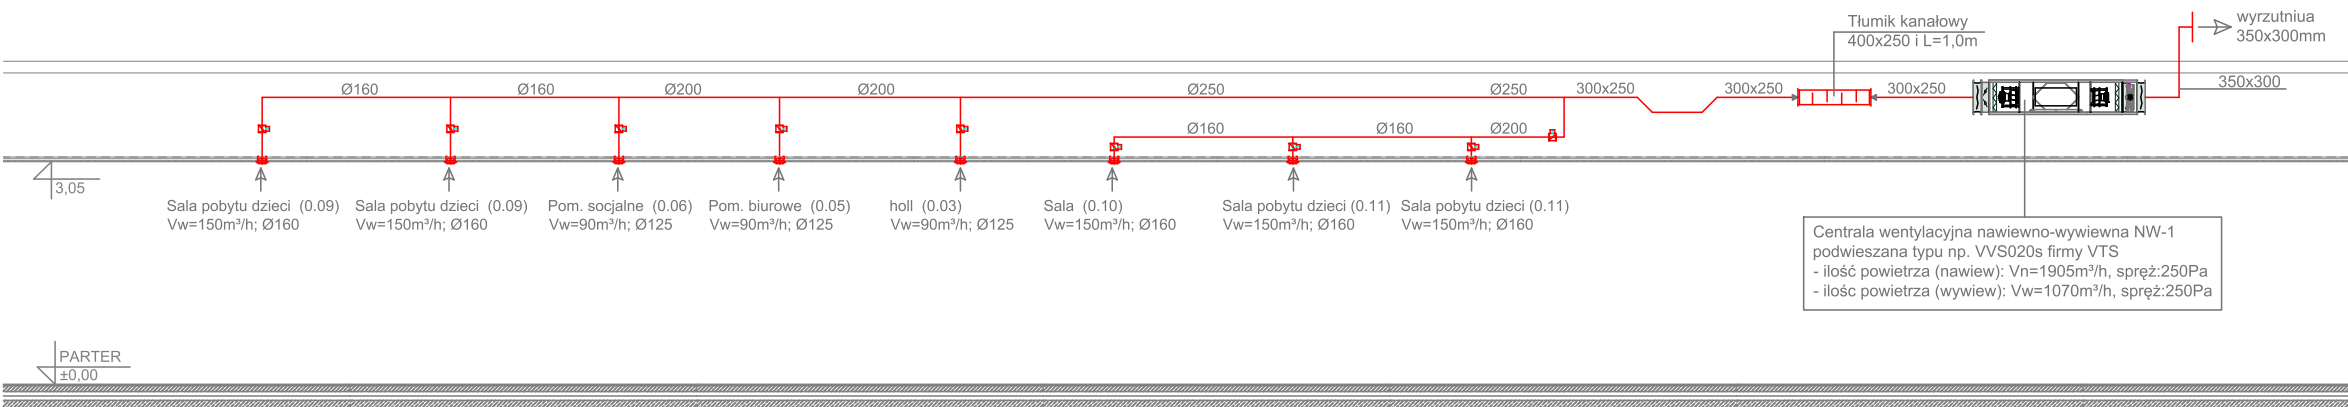 Tłumik kanałowy
400x250 i L=1,0m
wyrzutniua
350x300mm
Ø160
Ø160
Ø200
Ø200
Ø250
Ø250
300x250
300x250
300x250
350x300
Ø160
Ø160
Ø200
3,05
Sala pobytu dzieci (0.09)
Vw=150m³/h; Ø160
Sala pobytu dzieci (0.09)
Vw=150m³/h; Ø160
Pom. socjalne (0.06)
Vw=90m³/h; Ø125
Pom. biurowe (0.05)
Vw=90m³/h; Ø125
holl (0.03)
Vw=90m³/h; Ø125
Sala (0.10)
Vw=150m³/h; Ø160
Sala pobytu dzieci (0.11)
Vw=150m³/h; Ø160
Sala pobytu dzieci (0.11)
Vw=150m³/h; Ø160
Centrala wentylacyjna nawiewno-wywiewna NW-1
podwieszana typu np. VVS020s firmy VTS
- ilość powietrza (nawiew): Vn=1905m³/h, spręż:250Pa
- ilośc powietrza (wywiew): Vw=1070m³/h, spręż:250Pa
PARTER
±0,00